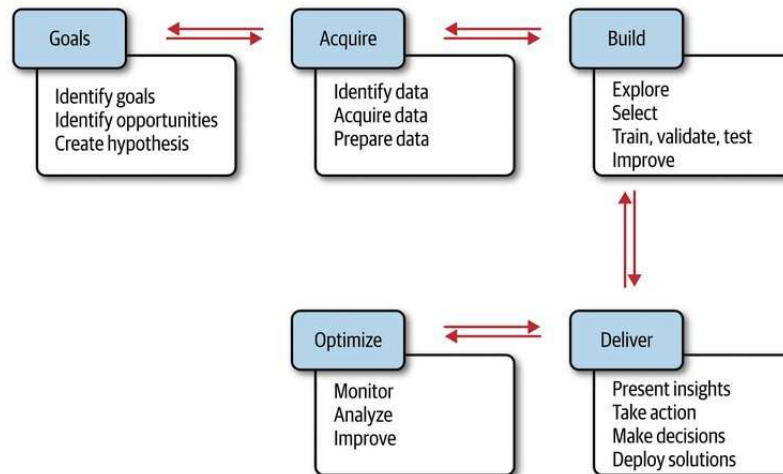 Goals
Identify goals
Identify opportunities
Create hypothesis
Acquire
Identify data
Acquire data
Prepare data
Build
Explore
Select
Train, validate, test
Improve
Optimize
Monitor
Analyze
Improve
Deliver
Present insights
Take action
Make decisions
Deploy solutions